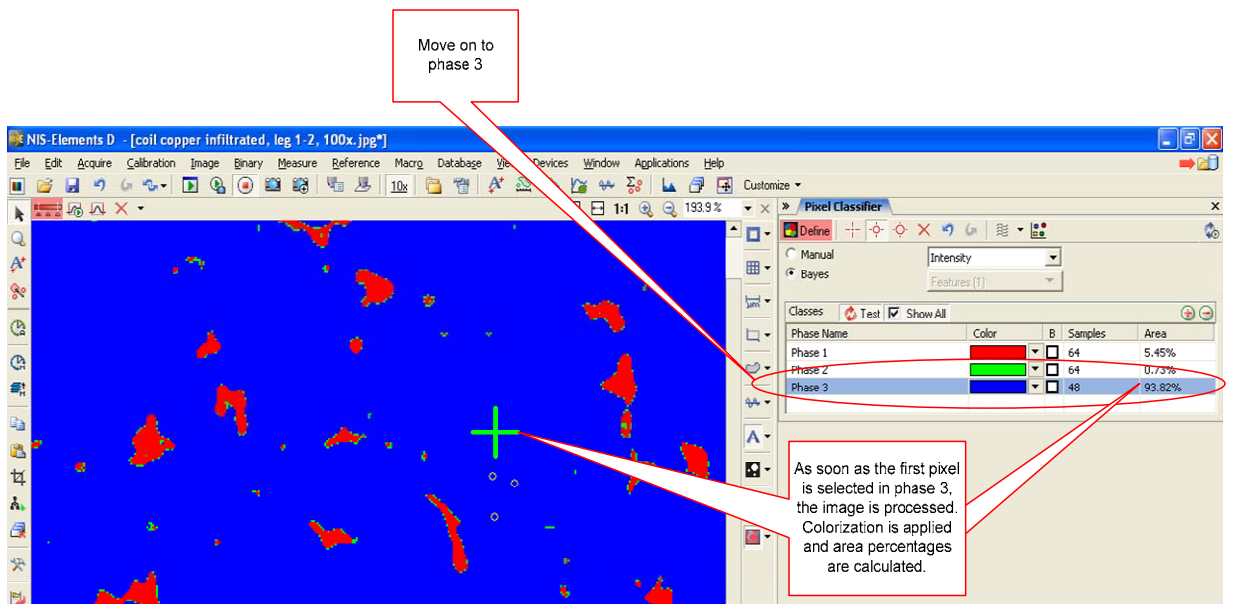 Move on to
phase 3
NIS-Elements D - [coil copper infiltrated, leg 1-2, 100x.jpg*]
File Edit Acquire Calibration Image Binary Measure Reference Macro Database Devices Window Applications Help
10x Customize
1:1 193.9 % » Pixel Classifier
Define
Manual Intensity
Bayes Features (1)
Classes Test Show All
Phase Name Color B Samples Area
Phase 1 64 5.45%
Phase 2 64 0.73%
Phase 3 48 93.82%
As soon as the first pixel
is selected in phase 3,
the image is processed.
Colorization is applied
and area percentages
are calculated.